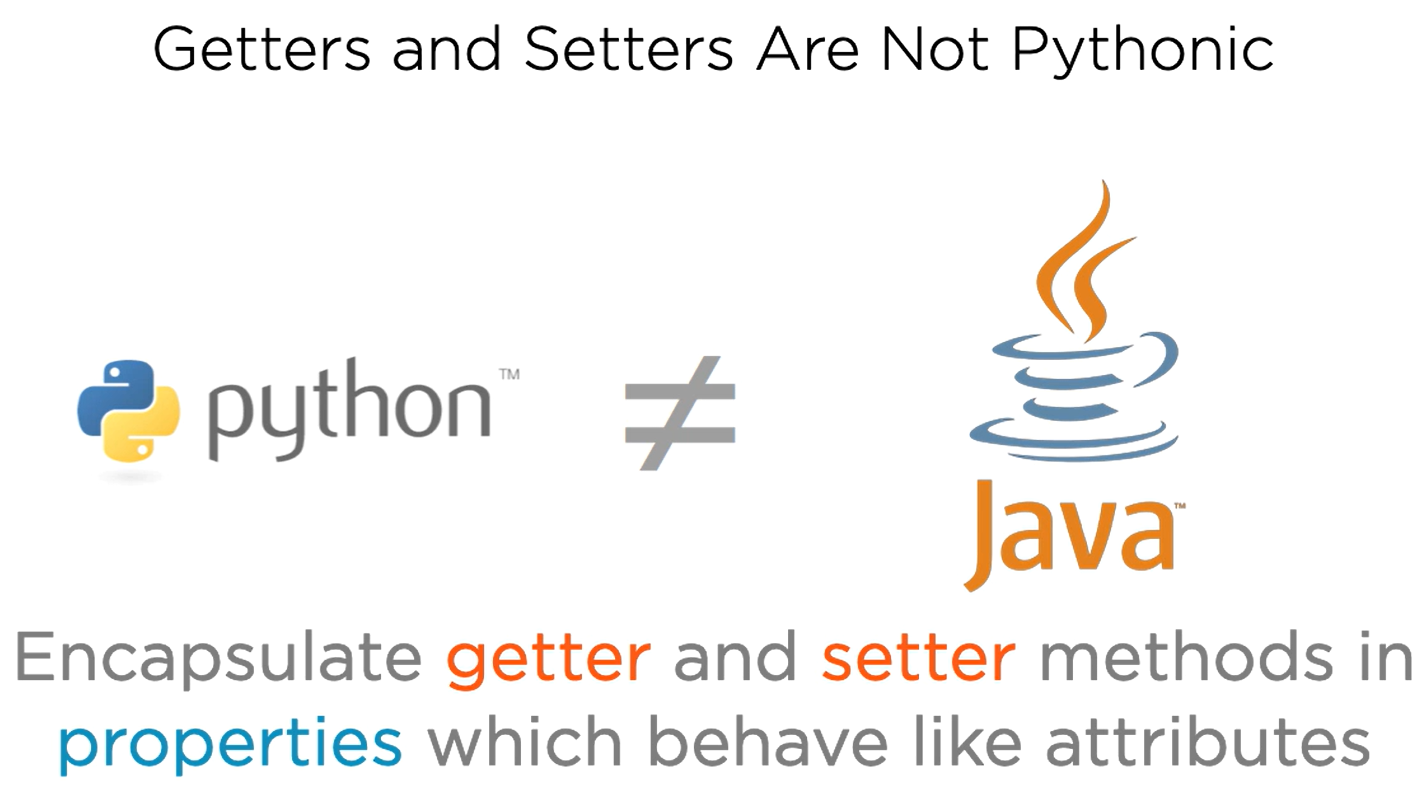 Getters and Setters Are Not Pythonic
python™
≠
Java™
Encapsulate getter and setter methods in
properties which behave like attributes